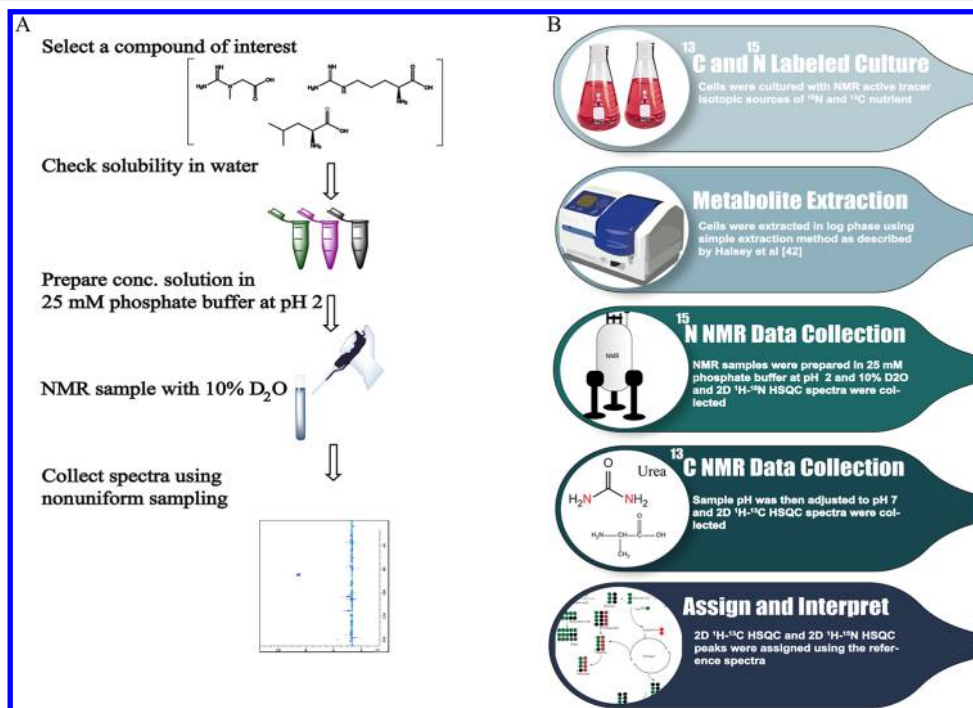 A
Select a compound of interest
Check solubility in water
Prepare conc. solution in
25 mM phosphate buffer at pH 2
NMR sample with 10% D₂O
Collect spectra using
nonuniform sampling
B
¹³C and ¹⁵N Labeled Culture
Cells were cultured with NMR active tracer
isotopic sources of ¹⁵N and ¹³C nutrient
Metabolite Extraction
Cells were extracted in log phase using
simple extraction method as described
by Halsey et al [42]
NMR
¹⁵N NMR Data Collection
NMR samples were prepared in 25 mM
phosphate buffer at pH 2 and 10% D2O
and 2D ¹H-¹⁵N HSQC spectra were col-
lected
O
Urea
H₂N NH₂
H₂N—CH—C—OH
O
CH₃
¹³C NMR Data Collection
Sample pH was then adjusted to pH 7
and 2D ¹H-¹³C HSQC spectra were col-
lected
Assign and Interpret
2D ¹H-¹³C HSQC and 2D ¹H-¹⁵N HSQC
peaks were assigned using the refer-
ence spectra